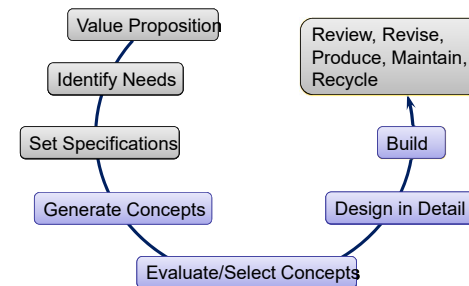 Value Proposition
Identify Needs
Set Specifications
Generate Concepts
Evaluate/Select Concepts
Design in Detail
Build
Review, Revise,
Produce, Maintain,
Recycle